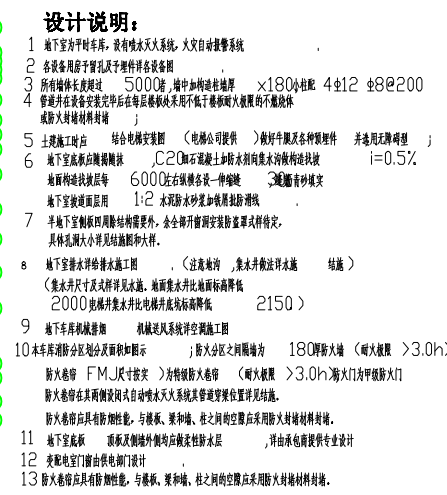 设计说明：
1 地下室为平时车库，设有喷水灭火系统，火灾自动报警系统
2 各设备用房予留孔及予埋件详各设备图
3 所有墙体长度超过 5000者,墙中加构造柱墙厚 ×180小柱配 4Φ12 Φ8@200
4 管道井在设备安装完毕后在每层楼板处采用不低于楼板耐火极限的不燃烧体
或防火封堵材料封堵 ；
5 土建施工时应 结合电梯安装图 （电梯公司提供 ）做好牛腿及各种预埋件 并选用无障碍型 ；
6 地下室底板应随捣随抹 ,C20细石混凝土加防水剂向集水沟做构造找坡 i=0.5%
地面构造找坡层每 6000左右纵横各设一伸缩缝 沥青砂填实
地下室坡道面层用 1:2 水泥防水砂浆加铁屑批防滑线 .
7 半地下室侧板四周除结构需要外，余全部开窗洞安装防盗罩式样待定，
具体孔洞大小详见结施图和大样．
8 地下室排水详给排水施工图 ．（注意地沟 ,集水井做法详水施 结施 ）
（集水井尺寸及式样详见水施．地面集水井比地面标高降低
2000电梯井集水井比电梯井底坑标高降低 2150．）
9 地下车库机械排烟 机械送风系统详空调施工图
10本车库消防分区划分及面积如图示 ；防火分区之间隔墙为 180厚防火墙 （耐火极限 >3.0h)
防火卷帘 FMJ尺寸按实 ）为特级防火卷帘 （耐火极限 >3.0h)防火门为甲级防火门
防火卷帘在其两侧设闭式自动喷水灭火系统其管道穿梁位置详见结施．
防火卷帘应具有防烟性能，与楼板、梁和墙、柱之间的空隙应采用防火封堵材料封堵．
11 地下室底板 顶板及侧墙外侧均应做柔性防水层 ,详由承包商提供专业设计
12 变配电室门窗由供电部门设计 .
13防火卷帘应具有防烟性能，与楼板、梁和墙、柱之间的空隙应采用防火封堵材料封堵．